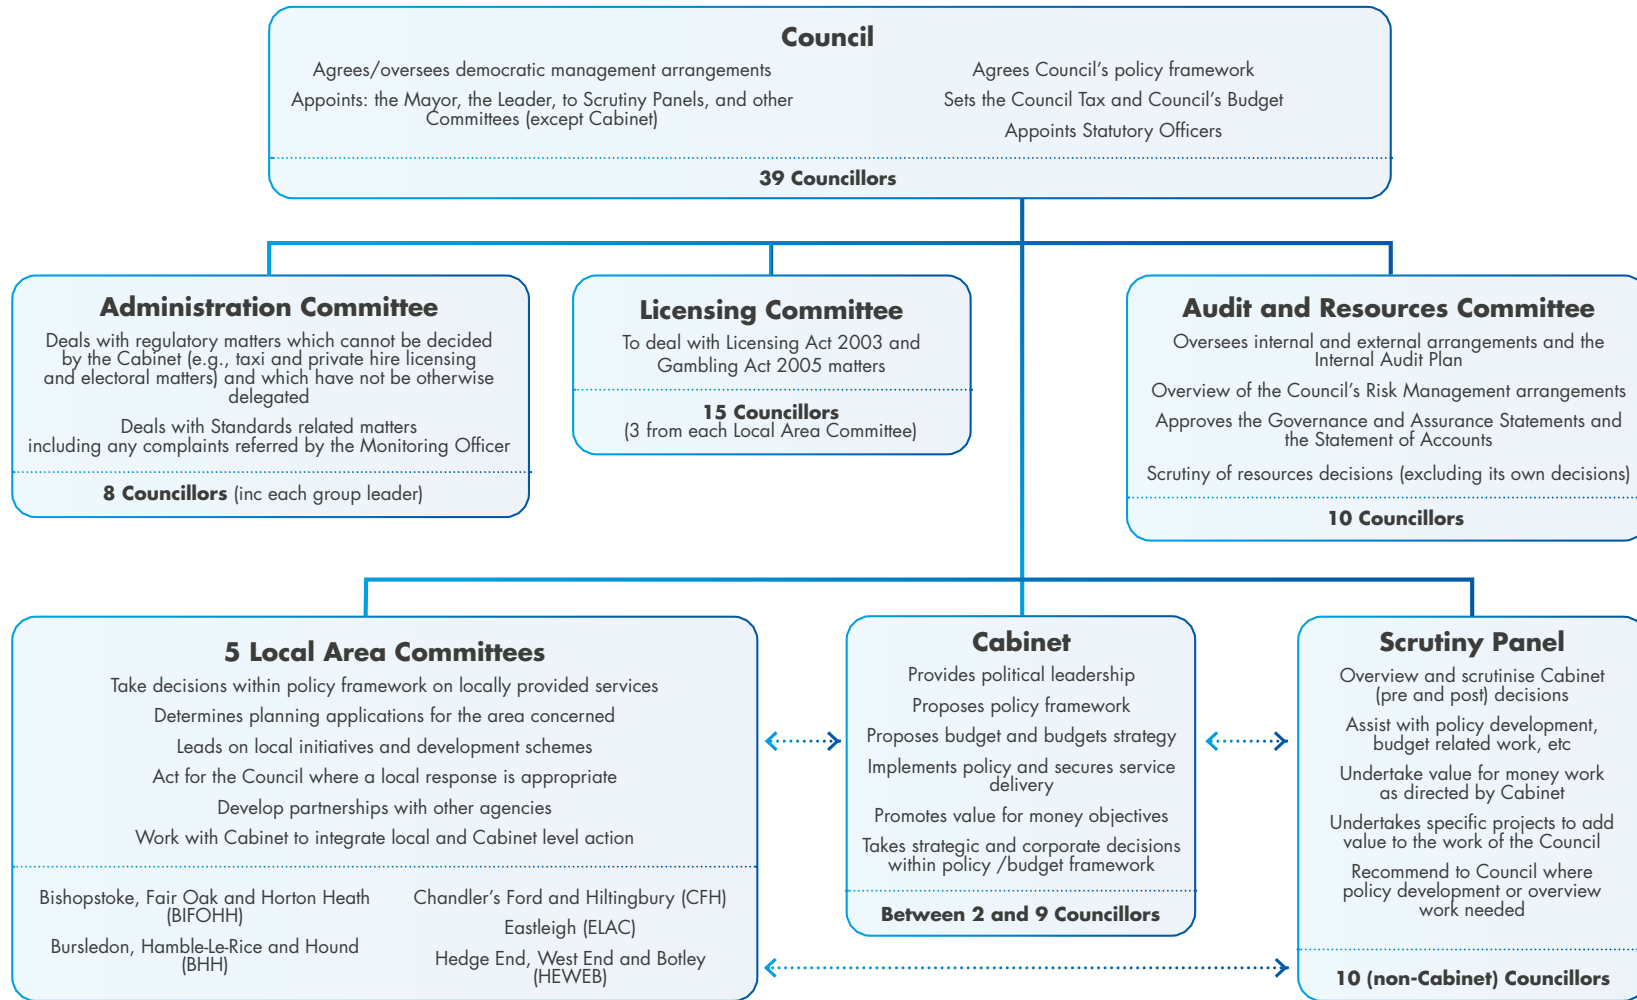 Council
Agrees/oversees democratic management arrangements
Appoints: the Mayor, the Leader, to Scrutiny Panels, and other
Committees (except Cabinet)
Agrees Council's policy framework
Sets the Council Tax and Council's Budget
Appoints Statutory Officers
39 Councillors
Administration Committee
Deals with regulatory matters which cannot be decided
by the Cabinet (e.g., taxi and private hire licensing
and electoral matters) and which have not be otherwise
delegated
Deals with Standards related matters
including any complaints referred by the Monitoring Officer
8 Councillors (inc each group leader)
Licensing Committee
To deal with Licensing Act 2003 and
Gambling Act 2005 matters
15 Councillors
(3 from each Local Area Committee)
Audit and Resources Committee
Oversees internal and external arrangements and the
Internal Audit Plan
Overview of the Council's Risk Management arrangements
Approves the Governance and Assurance Statements and
the Statement of Accounts
Scrutiny of resources decisions (excluding its own decisions)
10 Councillors
5 Local Area Committees
Take decisions within policy framework on locally provided services
Determines planning applications for the area concerned
Leads on local initiatives and development schemes
Act for the Council where a local response is appropriate
Develop partnerships with other agencies
Work with Cabinet to integrate local and Cabinet level action
Bishopstoke, Fair Oak and Horton Heath
(BIFOHH)
Bursledon, Hamble-Le-Rice and Hound
(BHH)
Chandler's Ford and Hiltingbury (CFH)
Eastleigh (ELAC)
Hedge End, West End and Botley
(HEWEB)
Cabinet
Provides political leadership
Proposes policy framework
Proposes budget and budgets strategy
Implements policy and secures service
delivery
Promotes value for money objectives
Takes strategic and corporate decisions
within policy /budget framework
Between 2 and 9 Councillors
Scrutiny Panel
Overview and scrutinise Cabinet
(pre and post) decisions
Assist with policy development,
budget related work, etc
Undertake value for money work
as directed by Cabinet
Undertakes specific projects to add
value to the work of the Council
Recommend to Council where
policy development or overview
work needed
10 (non-Cabinet) Councillors